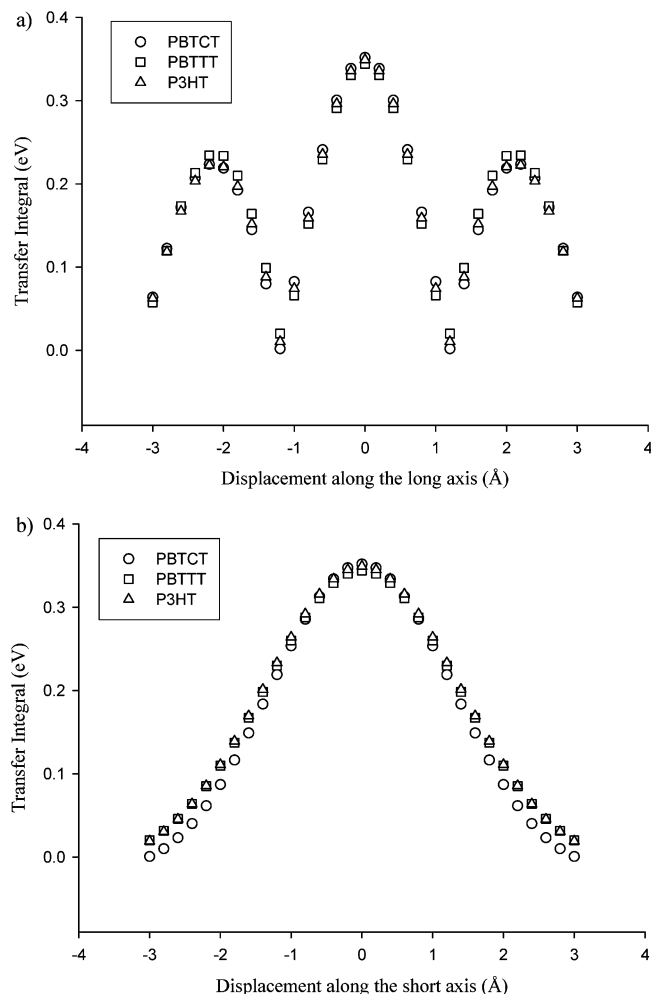 a)
0.4
0.3
0.2
0.1
0.0
Transfer Integral (eV)
PBTCT
PBTTT
P3HT
-4 -3 -2 -1 0 1 2 3 4
Displacement along the long axis (Å)
b)
0.4
0.3
0.2
0.1
0.0
Transfer Integral (eV)
PBTCT
PBTTT
P3HT
-4 -3 -2 -1 0 1 2 3 4
Displacement along the short axis (Å)